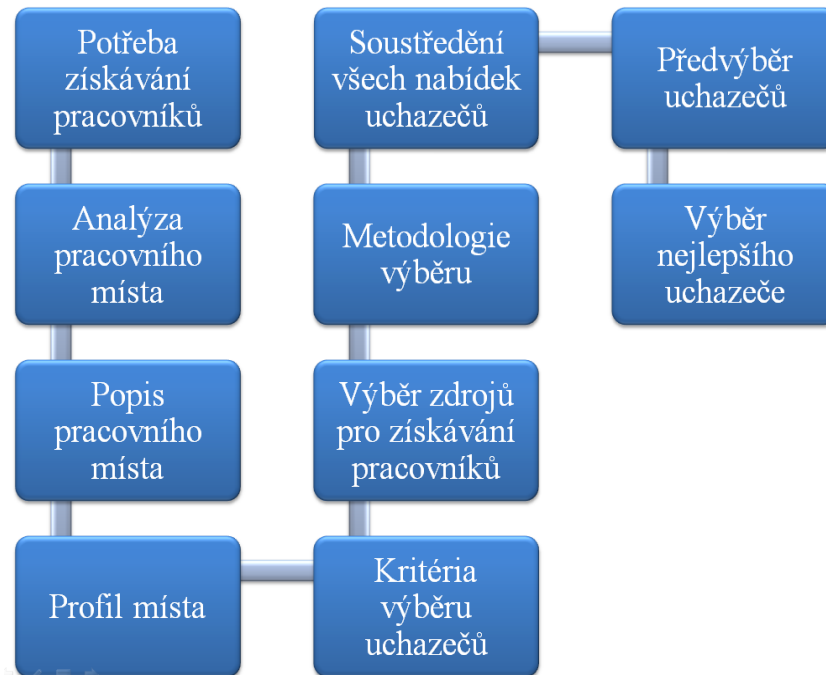 Potřeba
získávání
pracovníků
Analýza
pracovního
místa
Popis
pracovního
místa
Profil místa
Kritéria
výběru
uchazečů
Výběr zdrojů
pro získávání
pracovníků
Metodologie
výběru
Soustředění
všech nabídek
uchazečů
Předvýběr
uchazečů
Výběr
nejlepšího
uchazeče